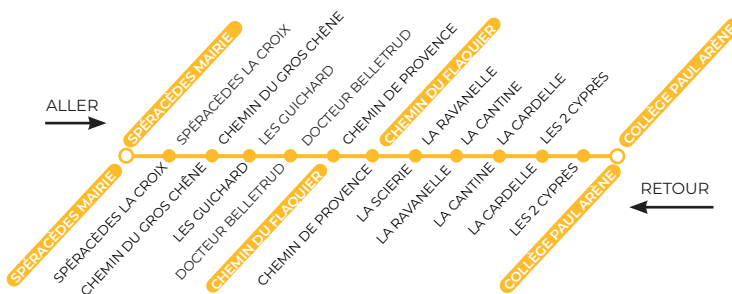 ALLER
SPÉRACÈDES MAIRIE
SPÉRACÈDES LA CROIX
CHEMIN DU GROS CHÊNE
LES GUICHARD
DOCTEUR BELLETRUD
CHEMIN DE PROVENCE
CHEMIN DU FLAQUIER
LA RAVANELLE
LA CANTINE
LA CARDELLE
LES 2 CYPRÈS
COLLÈGE PAUL ARÈNE
SPÉRACÈDES MAIRIE
SPÉRACÈDES LA CROIX
CHEMIN DU GROS CHÊNE
LES GUICHARD
DOCTEUR BELLETRUD
CHEMIN DU FLAQUIER
CHEMIN DE PROVENCE
LA SCIERIE
LA RAVANELLE
LA CANTINE
LA CARDELLE
LES 2 CYPRÈS
COLLÈGE PAUL ARÈNE
RETOUR